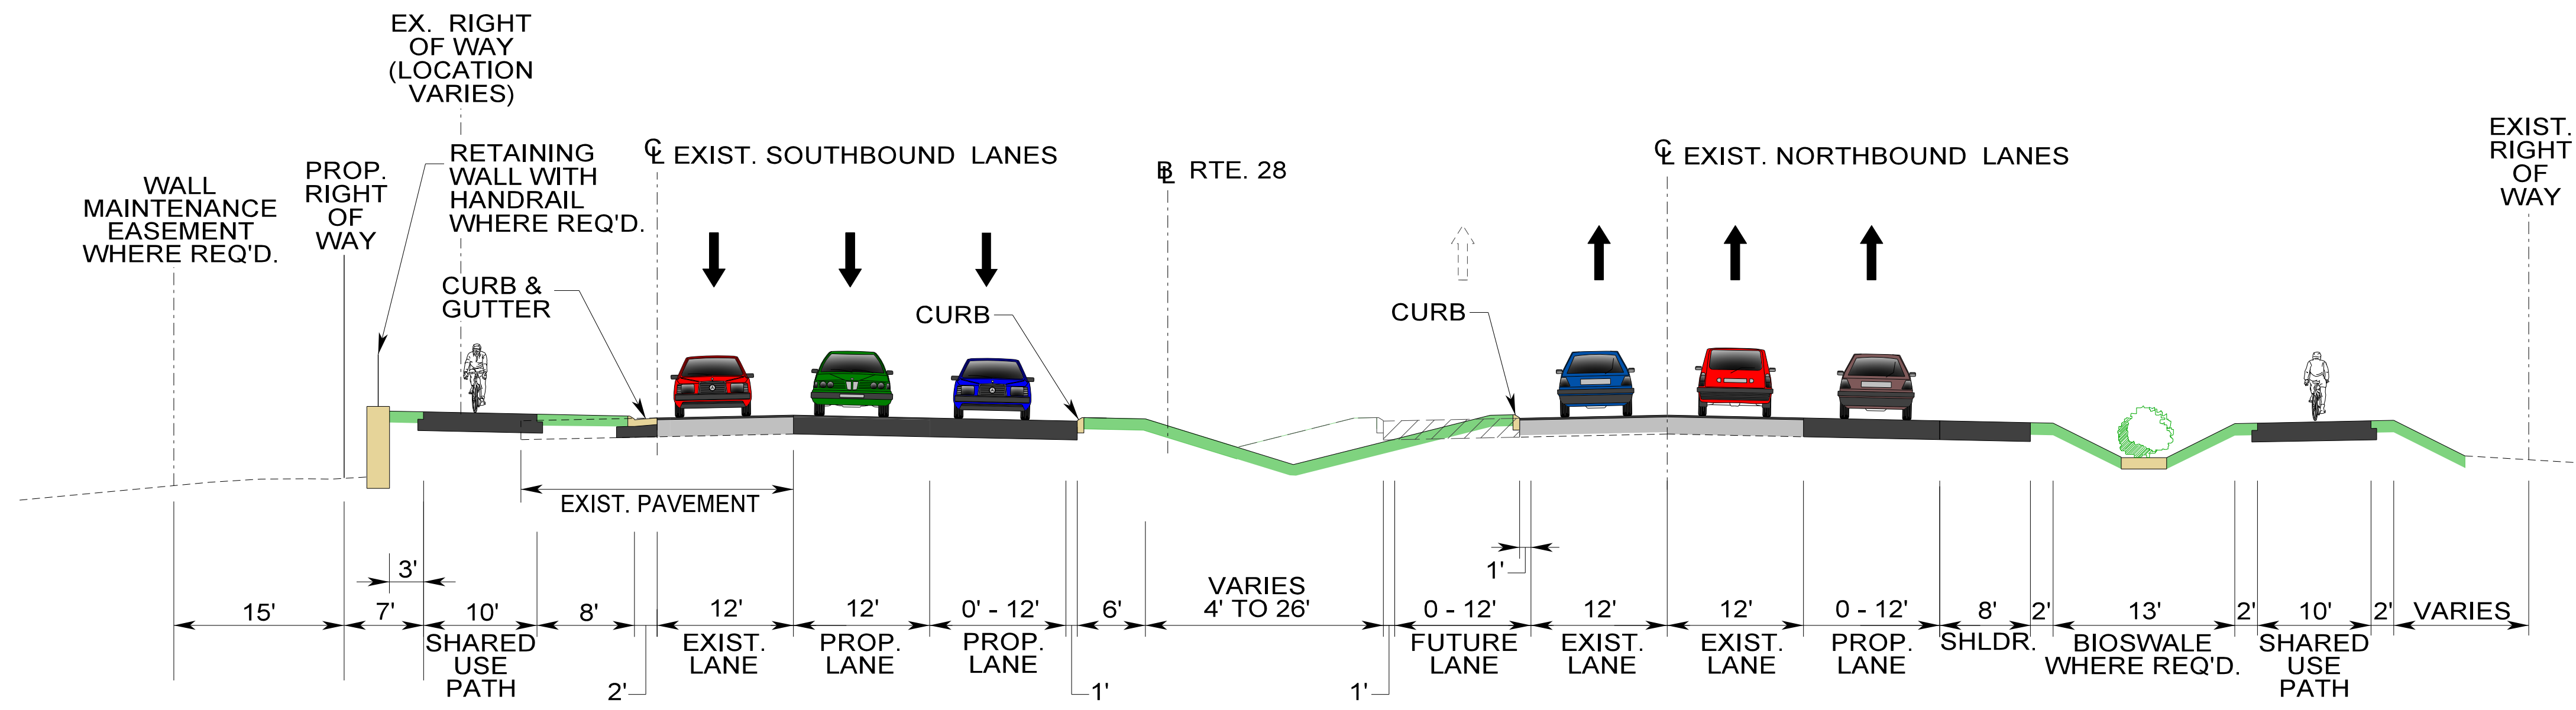 EX. RIGHT
OF WAY
(LOCATION
VARIES)
WALL
MAINTENANCE
EASEMENT
WHERE REQ'D.
PROP.
RIGHT
OF
WAY
RETAINING
WALL WITH
HANDRAIL
WHERE REQ'D.
CL EXIST. SOUTHBOUND LANES
BL RTE. 28
CL EXIST. NORTHBOUND LANES
EXIST.
RIGHT
OF
WAY
CURB &
GUTTER
CURB
CURB
EXIST. PAVEMENT
3'
1'
15'
7'
10'
SHARED
USE
PATH
8'
2'
12'
EXIST.
LANE
12'
PROP.
LANE
0' - 12'
PROP.
LANE
1'
6'
VARIES
4' TO 26'
1'
0 - 12'
FUTURE
LANE
12'
EXIST.
LANE
12'
EXIST.
LANE
0 - 12'
PROP.
LANE
8'
SHLDR.
2'
13'
BIOSWALE
WHERE REQ'D.
2'
10'
SHARED
USE
PATH
2'
VARIES